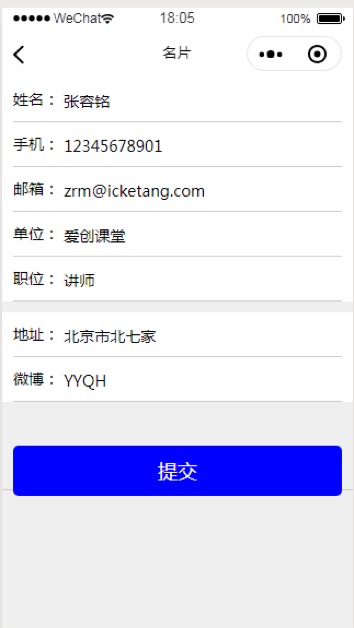 WeChat 18:05 100%
名片
姓名： 张容铭
手机： 12345678901
邮箱： zrm@icketang.com
单位： 爱创课堂
职位： 讲师
地址： 北京市北七家
微博： YYQH
提交